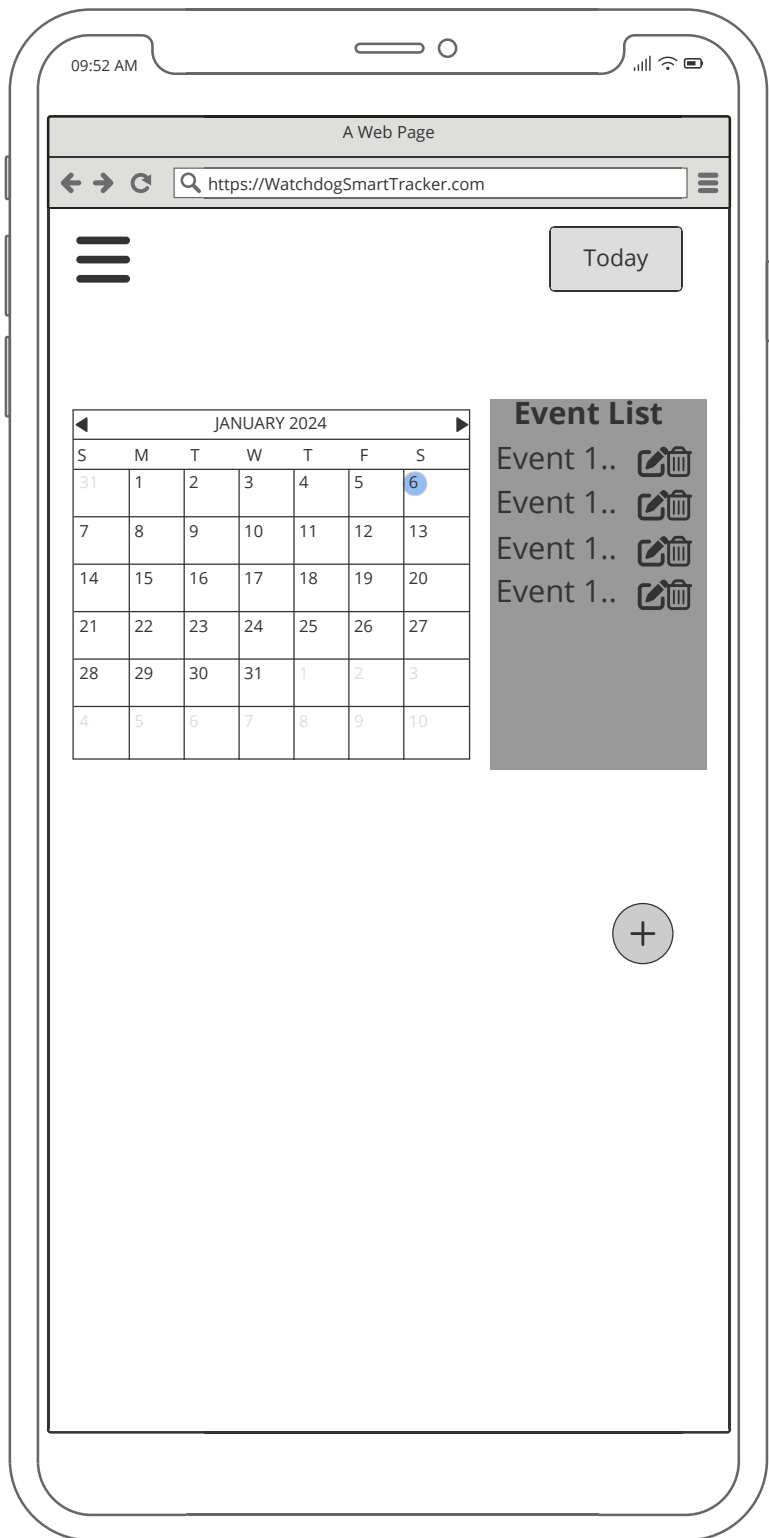 09:52 AM
A Web Page
https://WatchdogSmartTracker.com
Today
JANUARY 2024
S M T W T F S
31 1 2 3 4 5 6
7 8 9 10 11 12 13
14 15 16 17 18 19 20
21 22 23 24 25 26 27
28 29 30 31 1 2 3
4 5 6 7 8 9 10
Event List
Event 1..
Event 1..
Event 1..
Event 1..